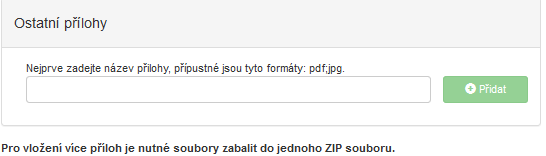 Ostatní přílohy
Nejprve zadejte název přílohy, přípustné jsou tyto formáty: pdf;jpg.
Přidat
Pro vložení více příloh je nutné soubory zabalit do jednoho ZIP souboru.